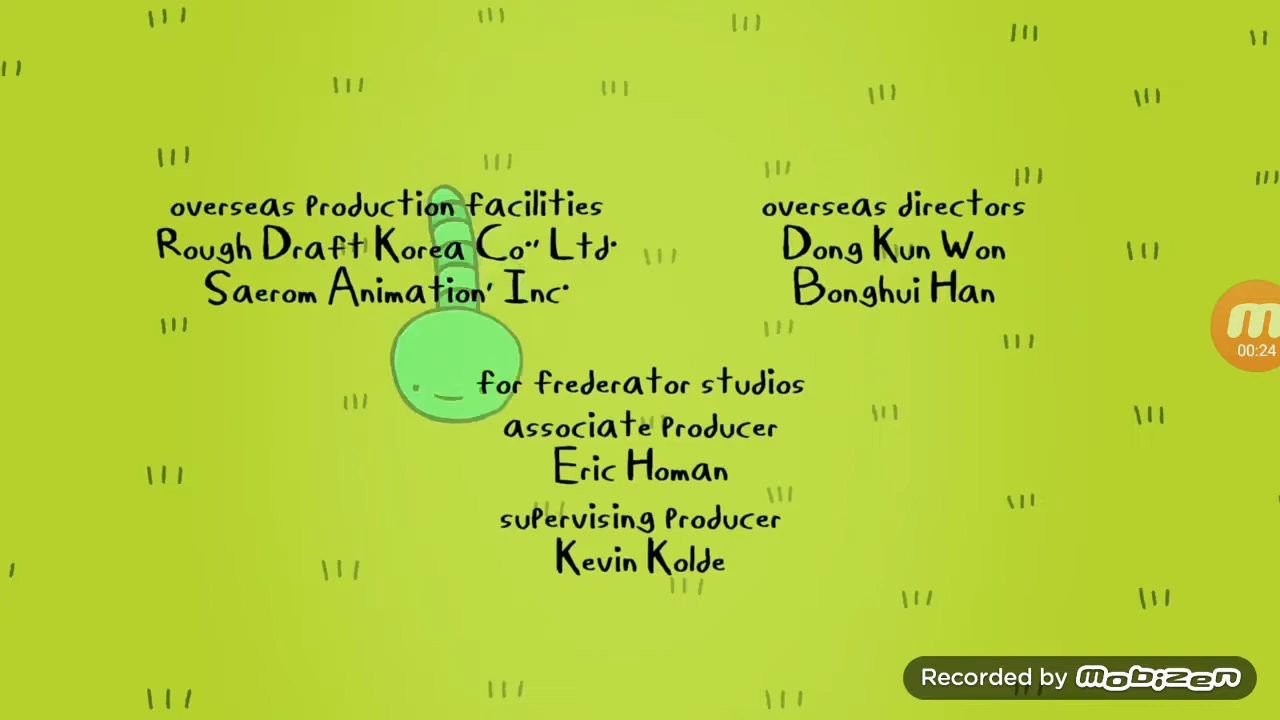 overseas production facilities
Rough Draft Korea Co., Ltd.
Saerom Animation, Inc.
overseas directors
Dong Kun Won
Bonghui Han
for frederator studios
associate producer
Eric Homan
supervising producer
Kevin Kolde
00:24
Recorded by mobizen